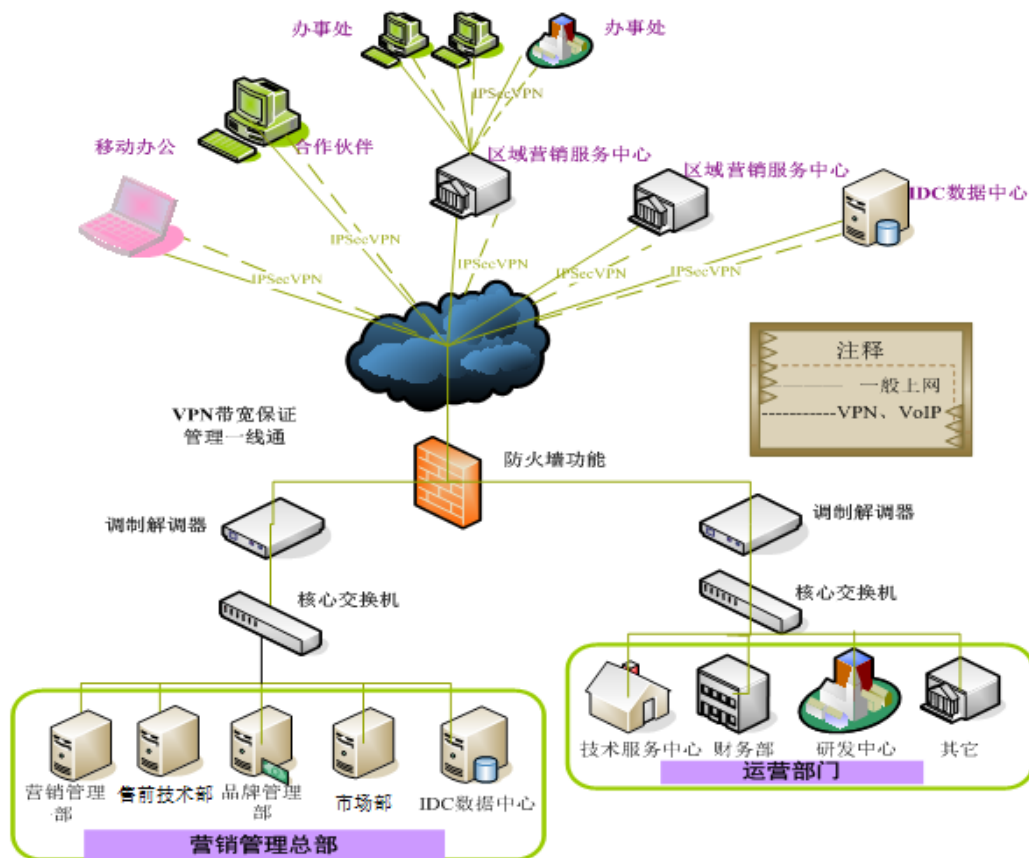 办事处
办事处
IPSecVPN
移动办公
合作伙伴
区域营销服务中心
区域营销服务中心
IDC数据中心
IPSecVPN
IPSecVPN
IPSecVPN
IPSecVPN
IPSecVPN
注释
一般上网
VPN、VoIP
VPN带宽保证
管理一线通
防火墙功能
调制解调器
调制解调器
核心交换机
核心交换机
营销管理
部
售前技术部
品牌管理
部
市场部
IDC数据中心
营销管理总部
技术服务中心
财务部
研发中心
其它
运营部门